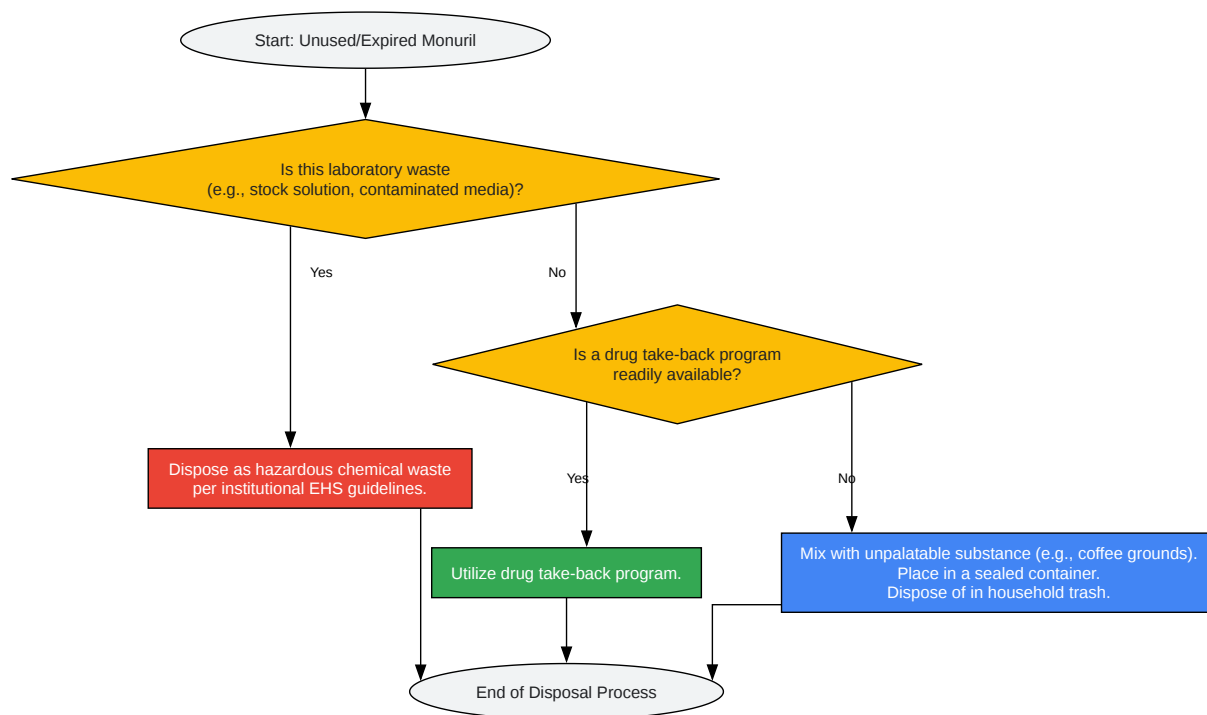 Start: Unused/Expired Monuril
Is this laboratory waste
(e.g., stock solution, contaminated media)?
Yes
No
Is a drug take-back program
readily available?
Dispose as hazardous chemical waste
per institutional EHS guidelines.
Yes
No
Utilize drug take-back program.
Mix with unpalatable substance (e.g., coffee grounds).
Place in a sealed container.
Dispose of in household trash.
End of Disposal Process